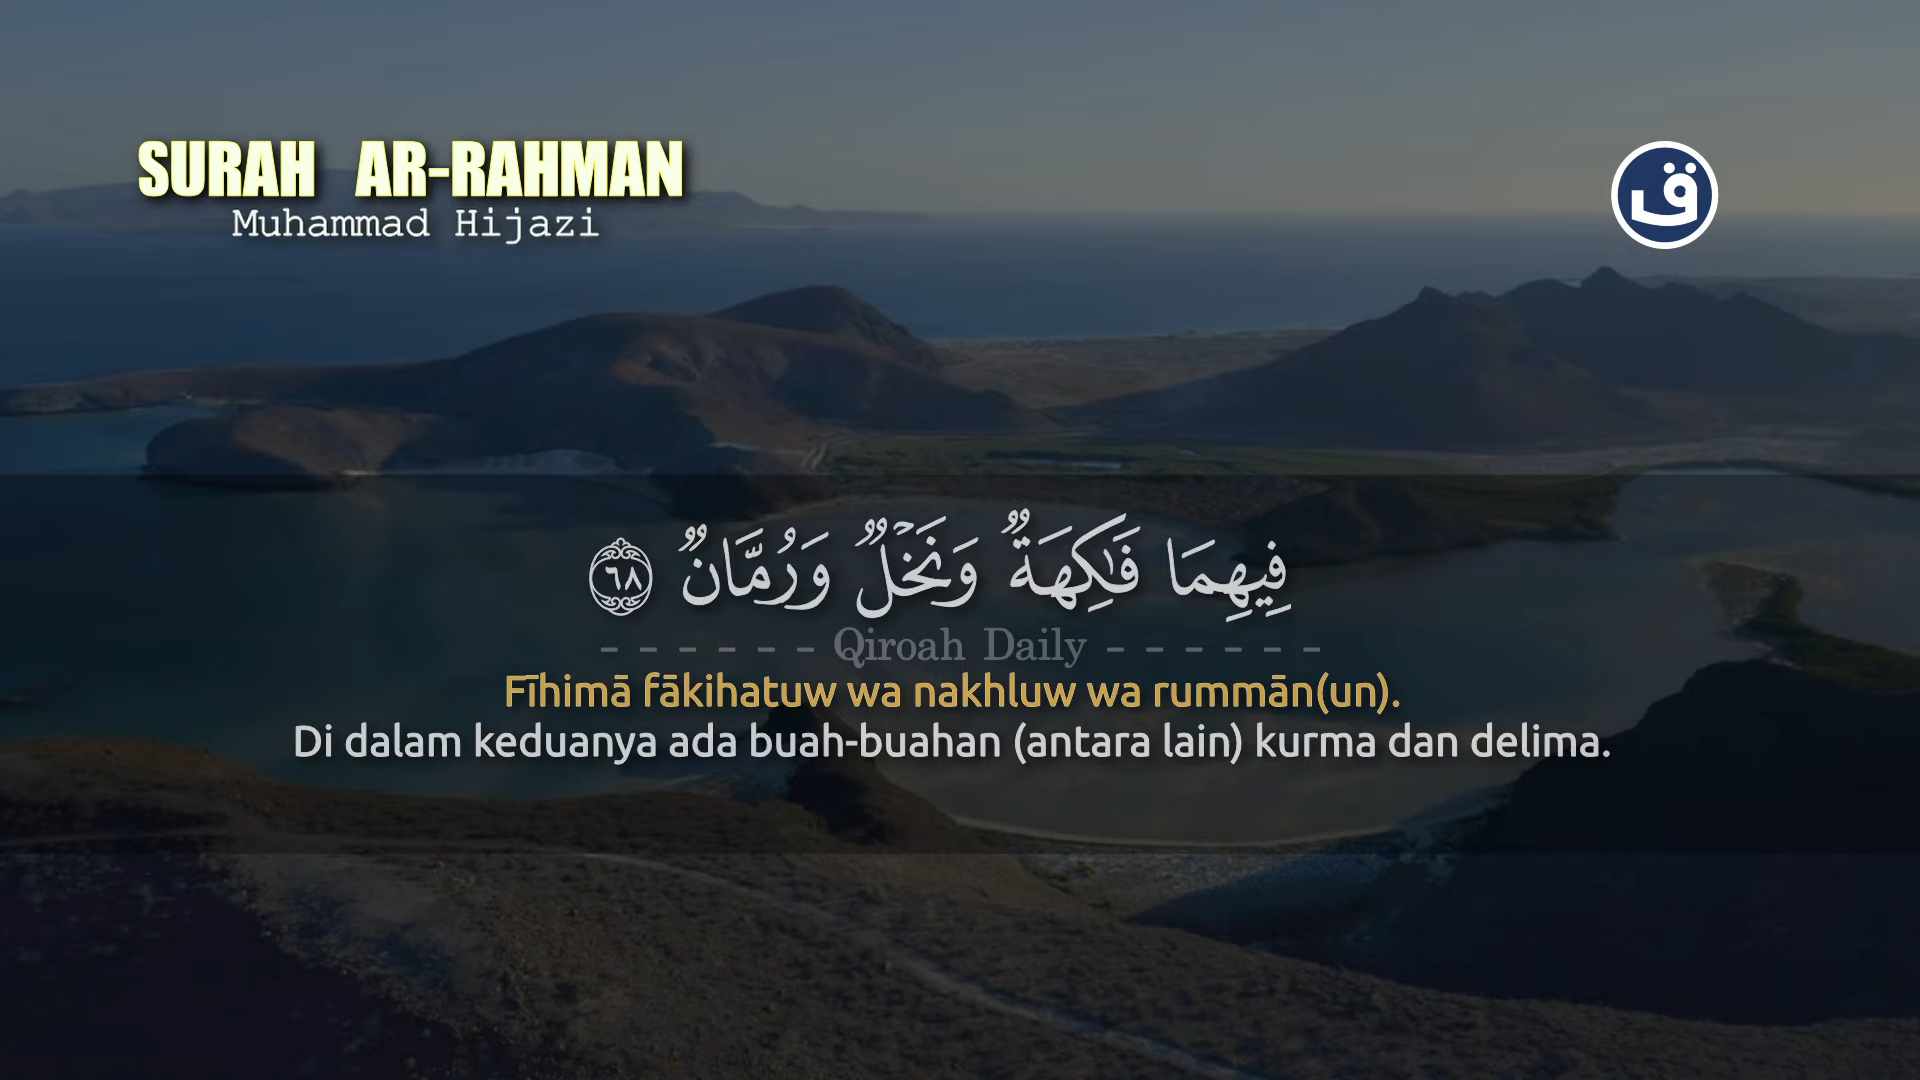 SURAH AR-RAHMAN
Muhammad Hijazi
ق
فِيهِمَا فَـٰكِهَةٌۭ وَنَخْلٌۭ وَرُمَّانٌۭ ٦٨
- - - - - - Qiroah Daily - - - - - -
Fīhimā fākihatuw wa nakhluw wa rummān(un).
Di dalam keduanya ada buah-buahan (antara lain) kurma dan delima.